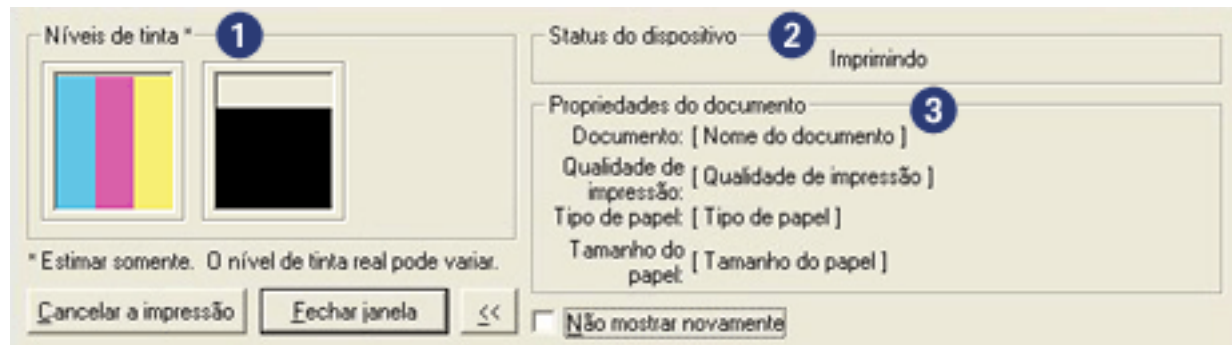 Níveis de tinta *
1
* Estimar somente. O nível de tinta real pode variar.
Cancelar a impressão
Fechar janela
<<
Status do dispositivo
2
Imprimindo
Propriedades do documento
3
Documento: [ Nome do documento ]
Qualidade de
impressão: [ Qualidade de impressão ]
Tipo de papel: [ Tipo de papel ]
Tamanho do
papel: [ Tamanho do papel ]
Não mostrar novamente